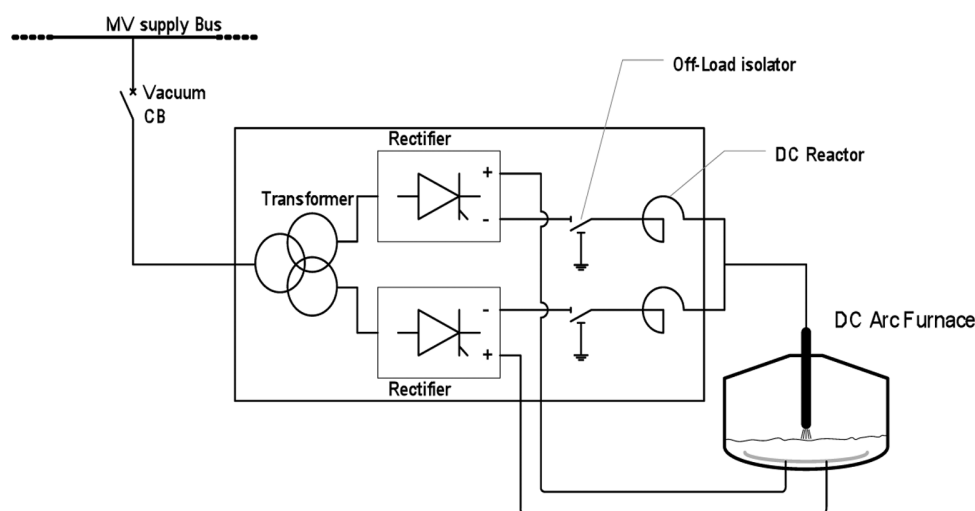 MV supply Bus
Vacuum
CB
Off-Load isolator
Rectifier
DC Reactor
+
Transformer
-
DC Arc Furnace
-
+
Rectifier